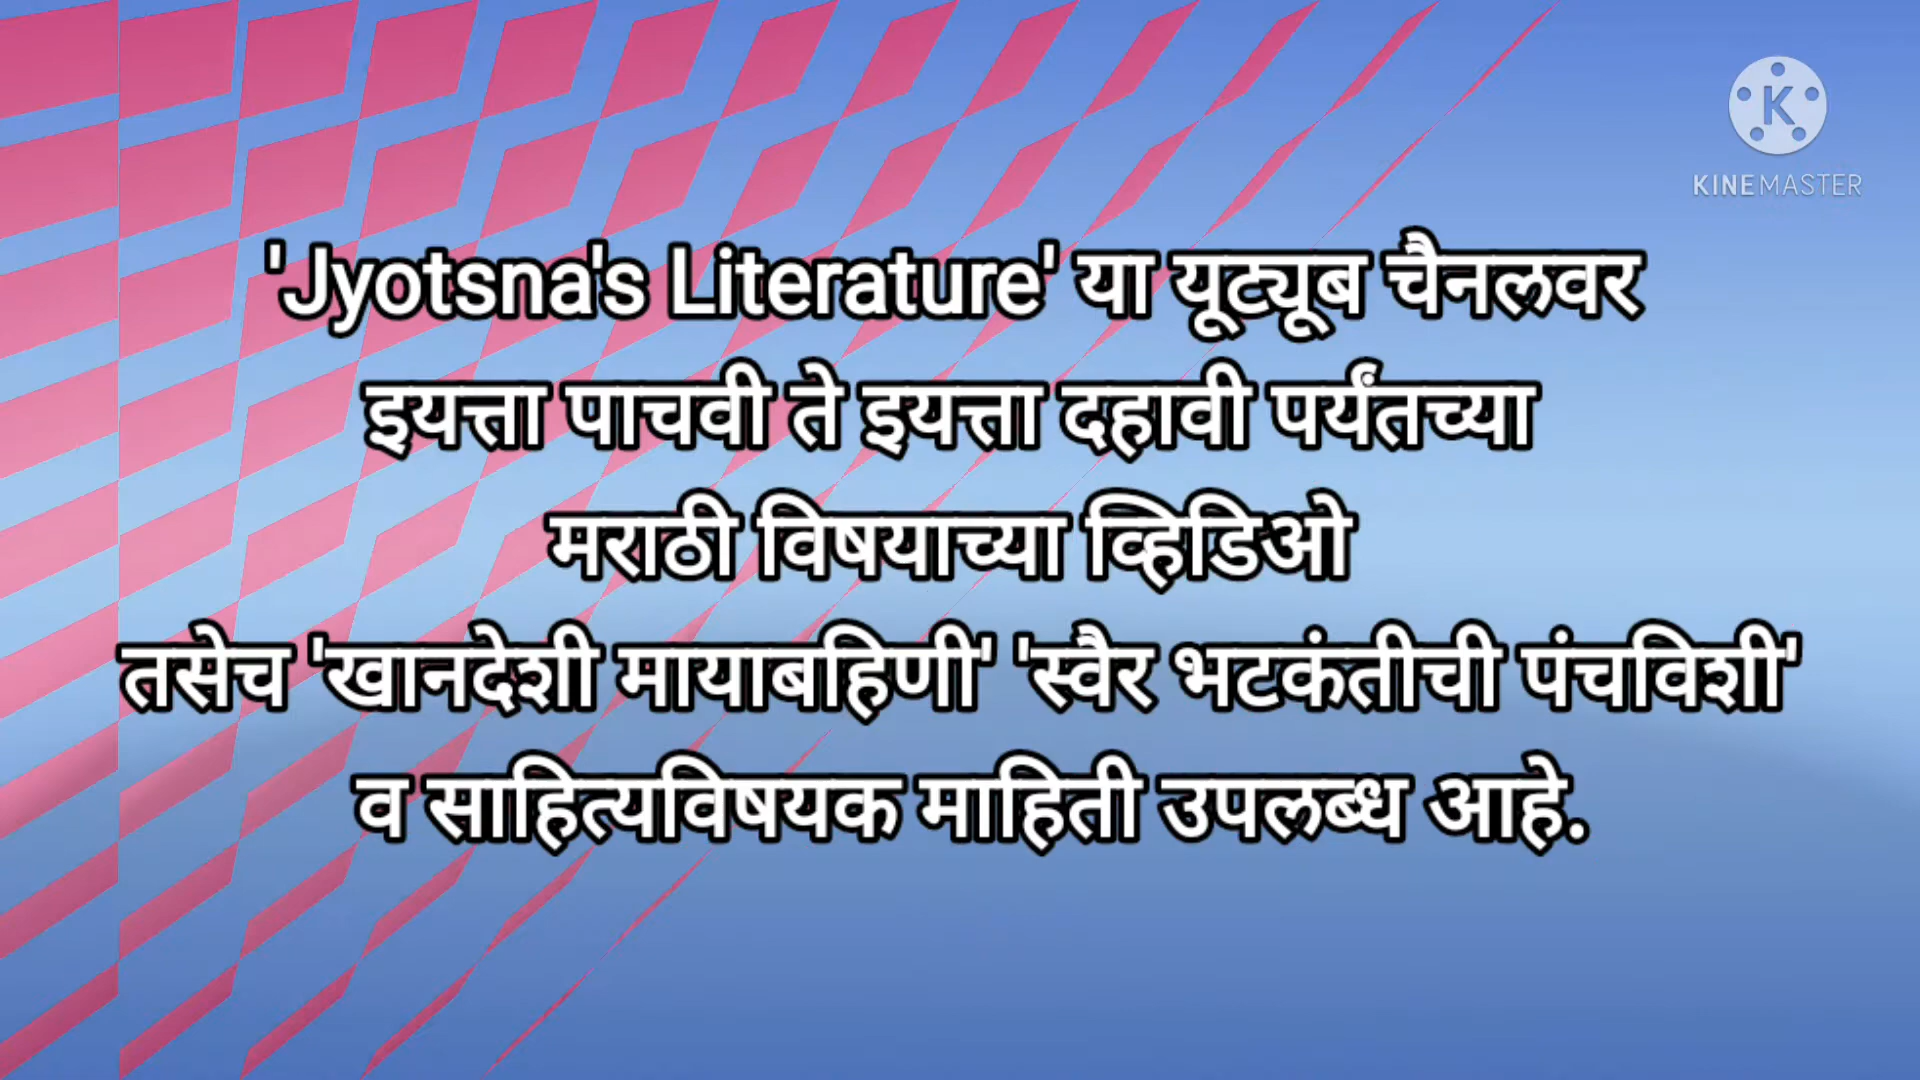 KINEMASTER
'Jyotsna's Literature' या यूट्यूब चैनलवर
इयत्ता पाचवी ते इयत्ता दहावी पर्यंतच्या
मराठी विषयाच्या व्हिडिओ
तसेच 'खानदेशी मायाबहिणी' 'स्वैर भटकंतीची पंचविशी'
व साहित्यविषयक माहिती उपलब्ध आहे.